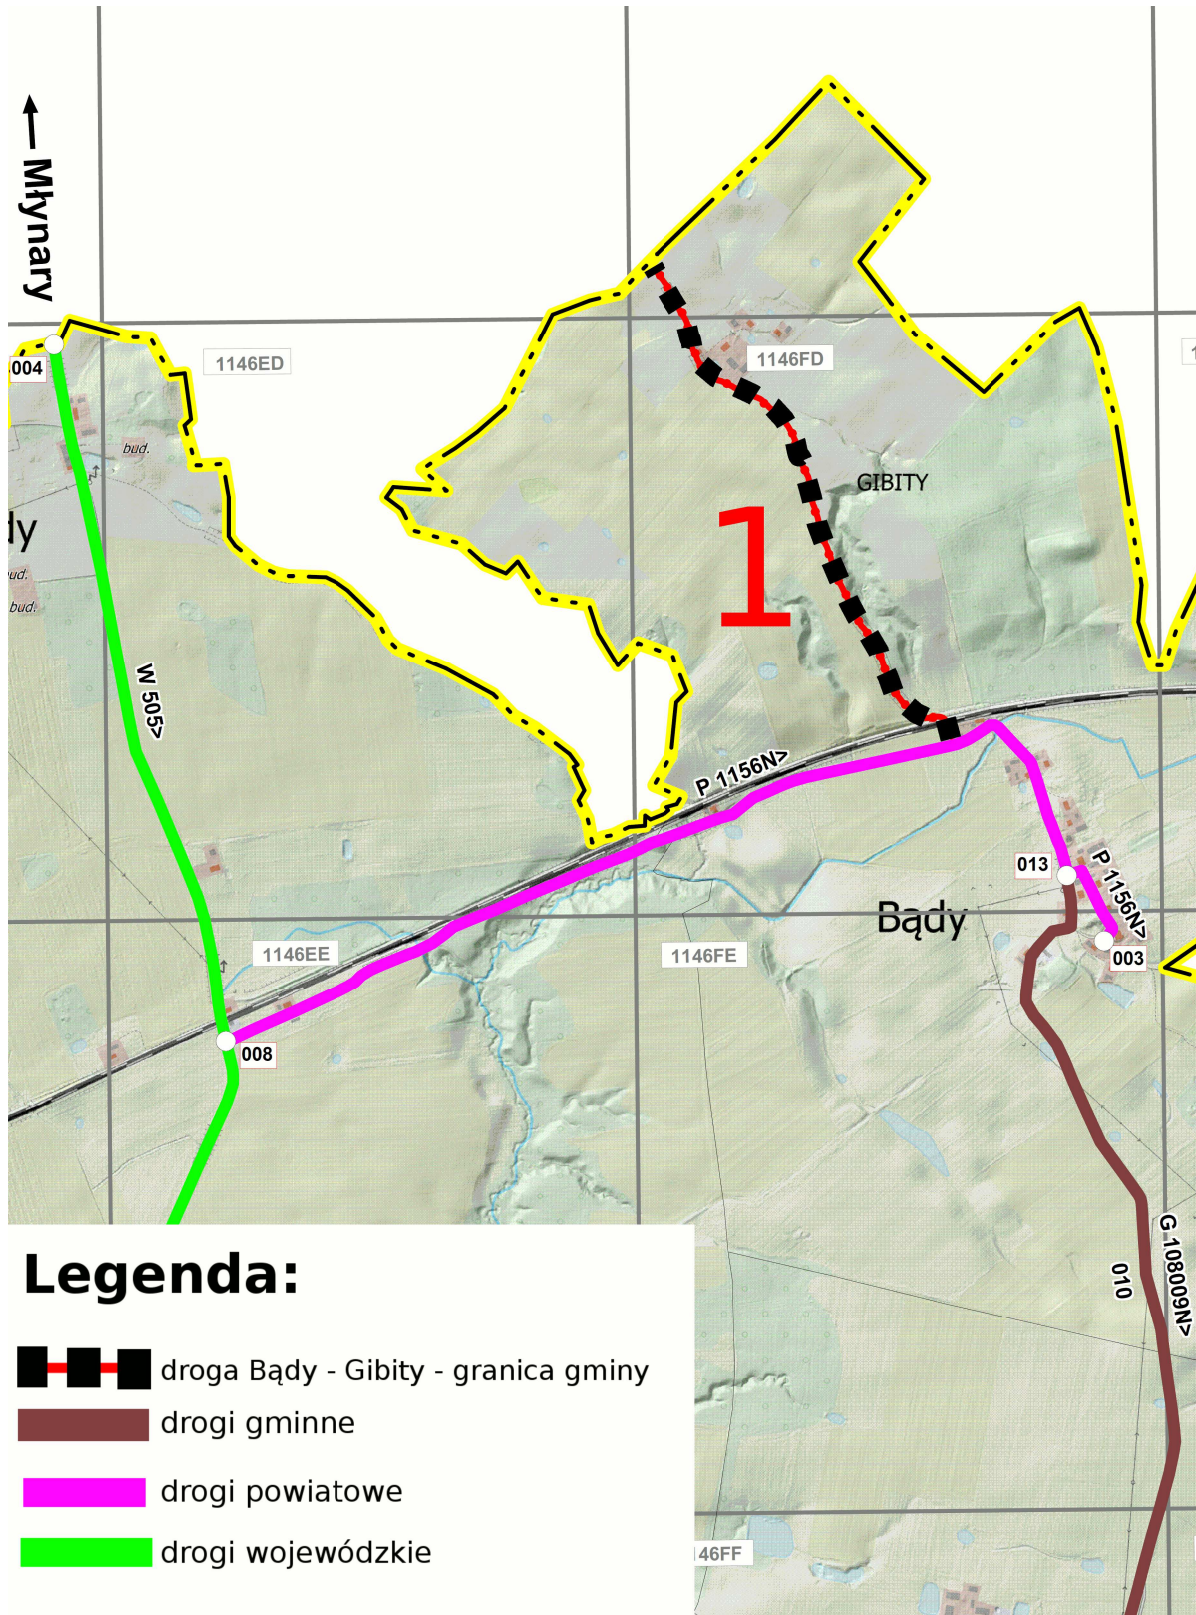 Młynary
004
1146ED
1146FD
bud.
GIBITY
dy
1
bud.
bud.
W 505>
P 1156N>
013
P 1156N>
Bądy
1146EE
1146FE
003
008
G 108009N>
010
Legenda:
droga Bądy - Gibity - granica gminy
drogi gminne
drogi powiatowe
drogi wojewódzkie
146FF